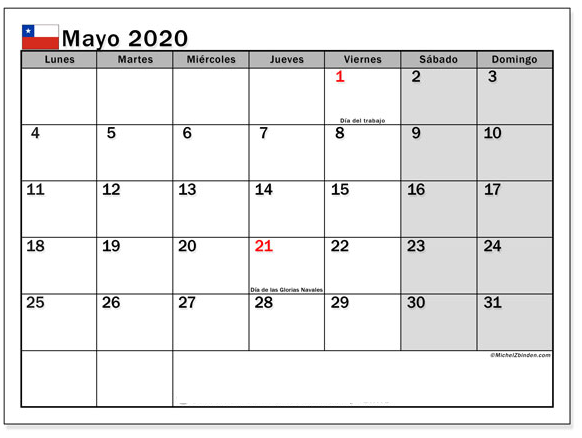 Mayo 2020
Lunes Martes Miércoles Jueves Viernes Sábado Domingo
1 2 3
Día del trabajo
4 5 6 7 8 9 10
11 12 13 14 15 16 17
18 19 20 21 22 23 24
Día de las Glorias Navales
25 26 27 28 29 30 31
©MichelZbinden.com